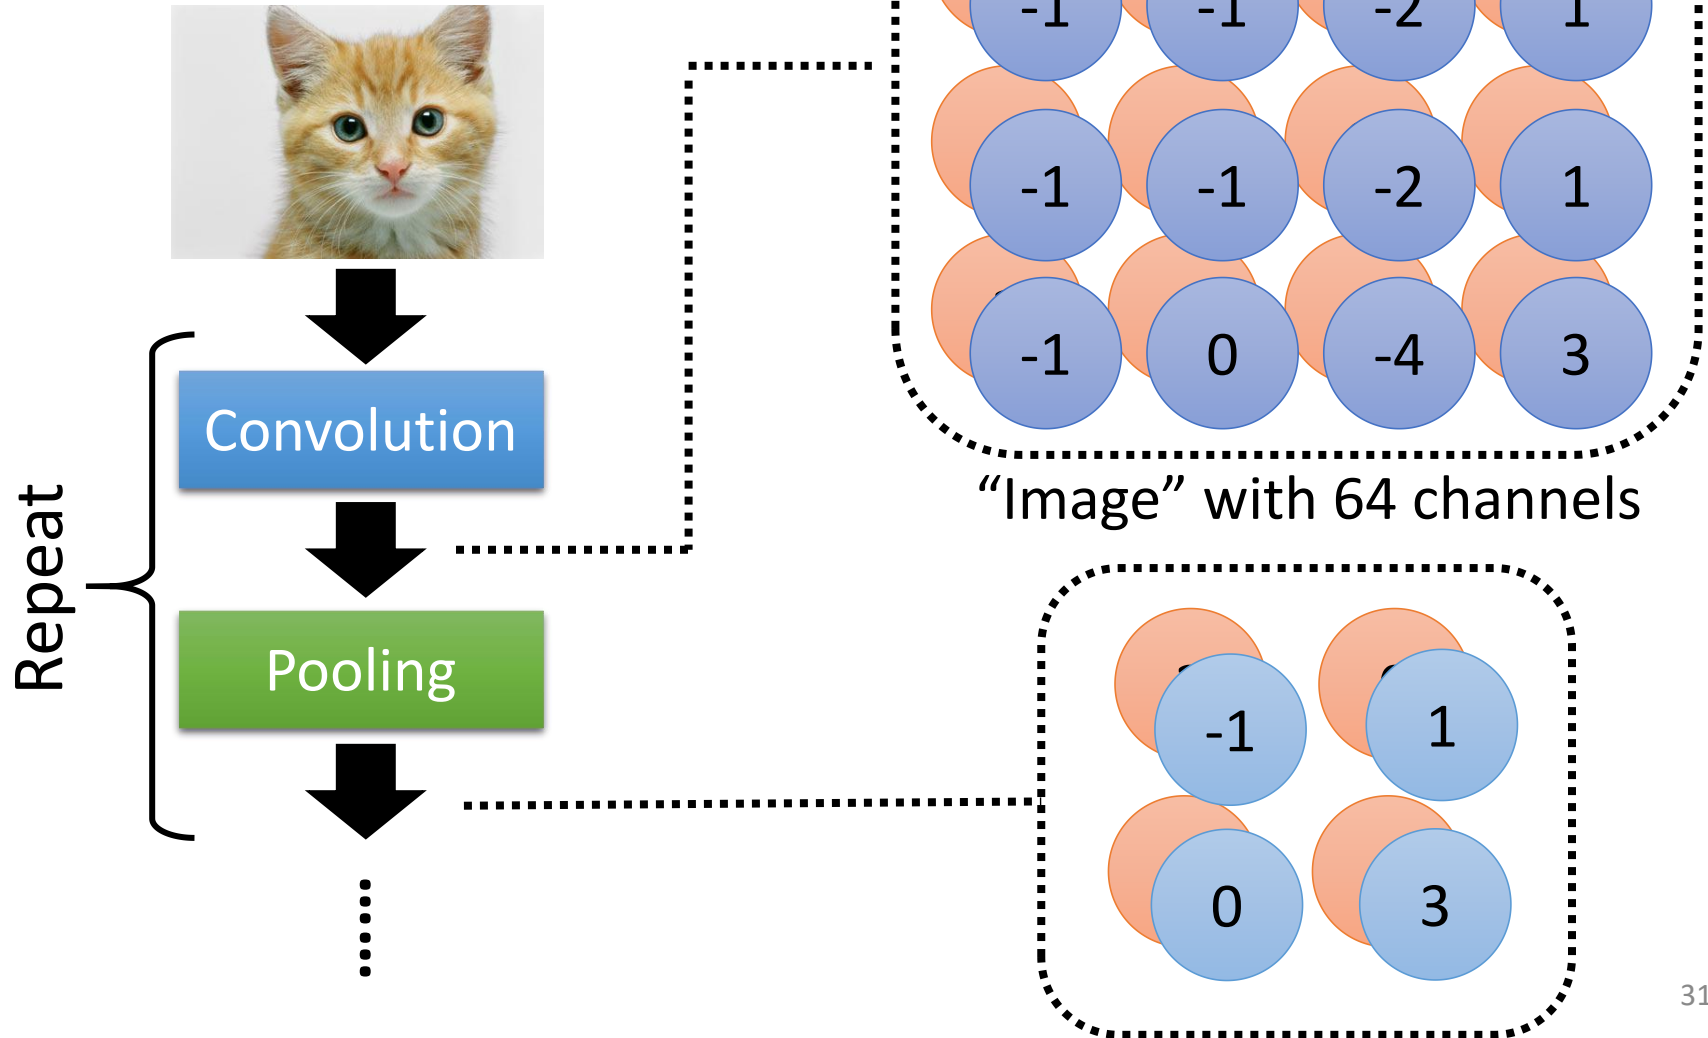 -1 -1 -2 1
-1 -1 -2 1
-1 0 -4 3
“Image” with 64 channels
Convolution
Pooling
Repeat
-1 1
0 3
31